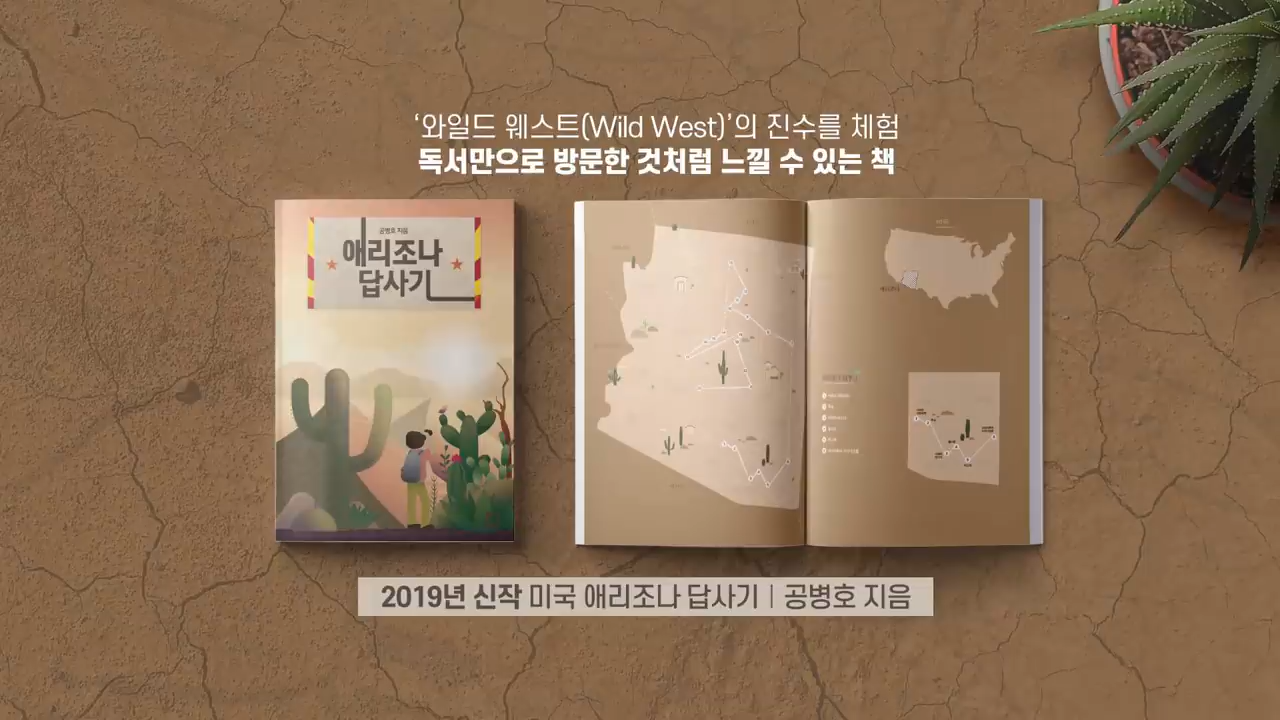 '와일드 웨스트(Wild West)'의 진수를 체험
독서만으로 방문한 것처럼 느낄 수 있는 책
공병호 지음
애리조나
답사기
2019년 신작 미국 애리조나 답사기 | 공병호 지음